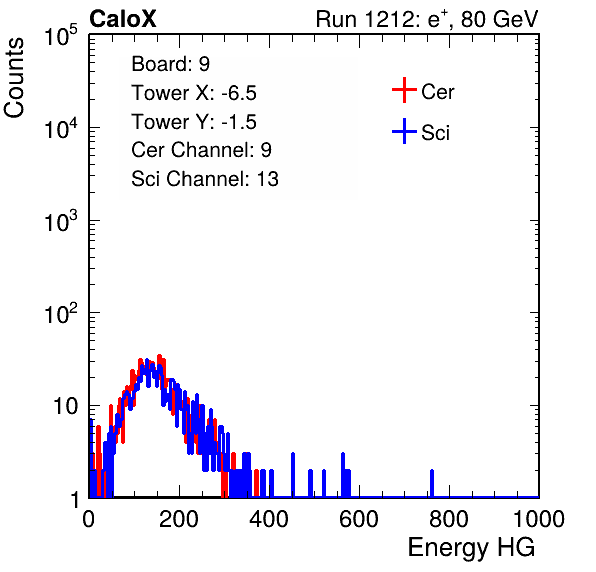 CaloX Run 1212: e⁺, 80 GeV
Counts
10⁵
10⁴
10³
10²
10
1
Board: 9
Tower X: -6.5
Tower Y: -1.5
Cer Channel: 9
Sci Channel: 13
Cer
Sci
0 200 400 600 800 1000
Energy HG